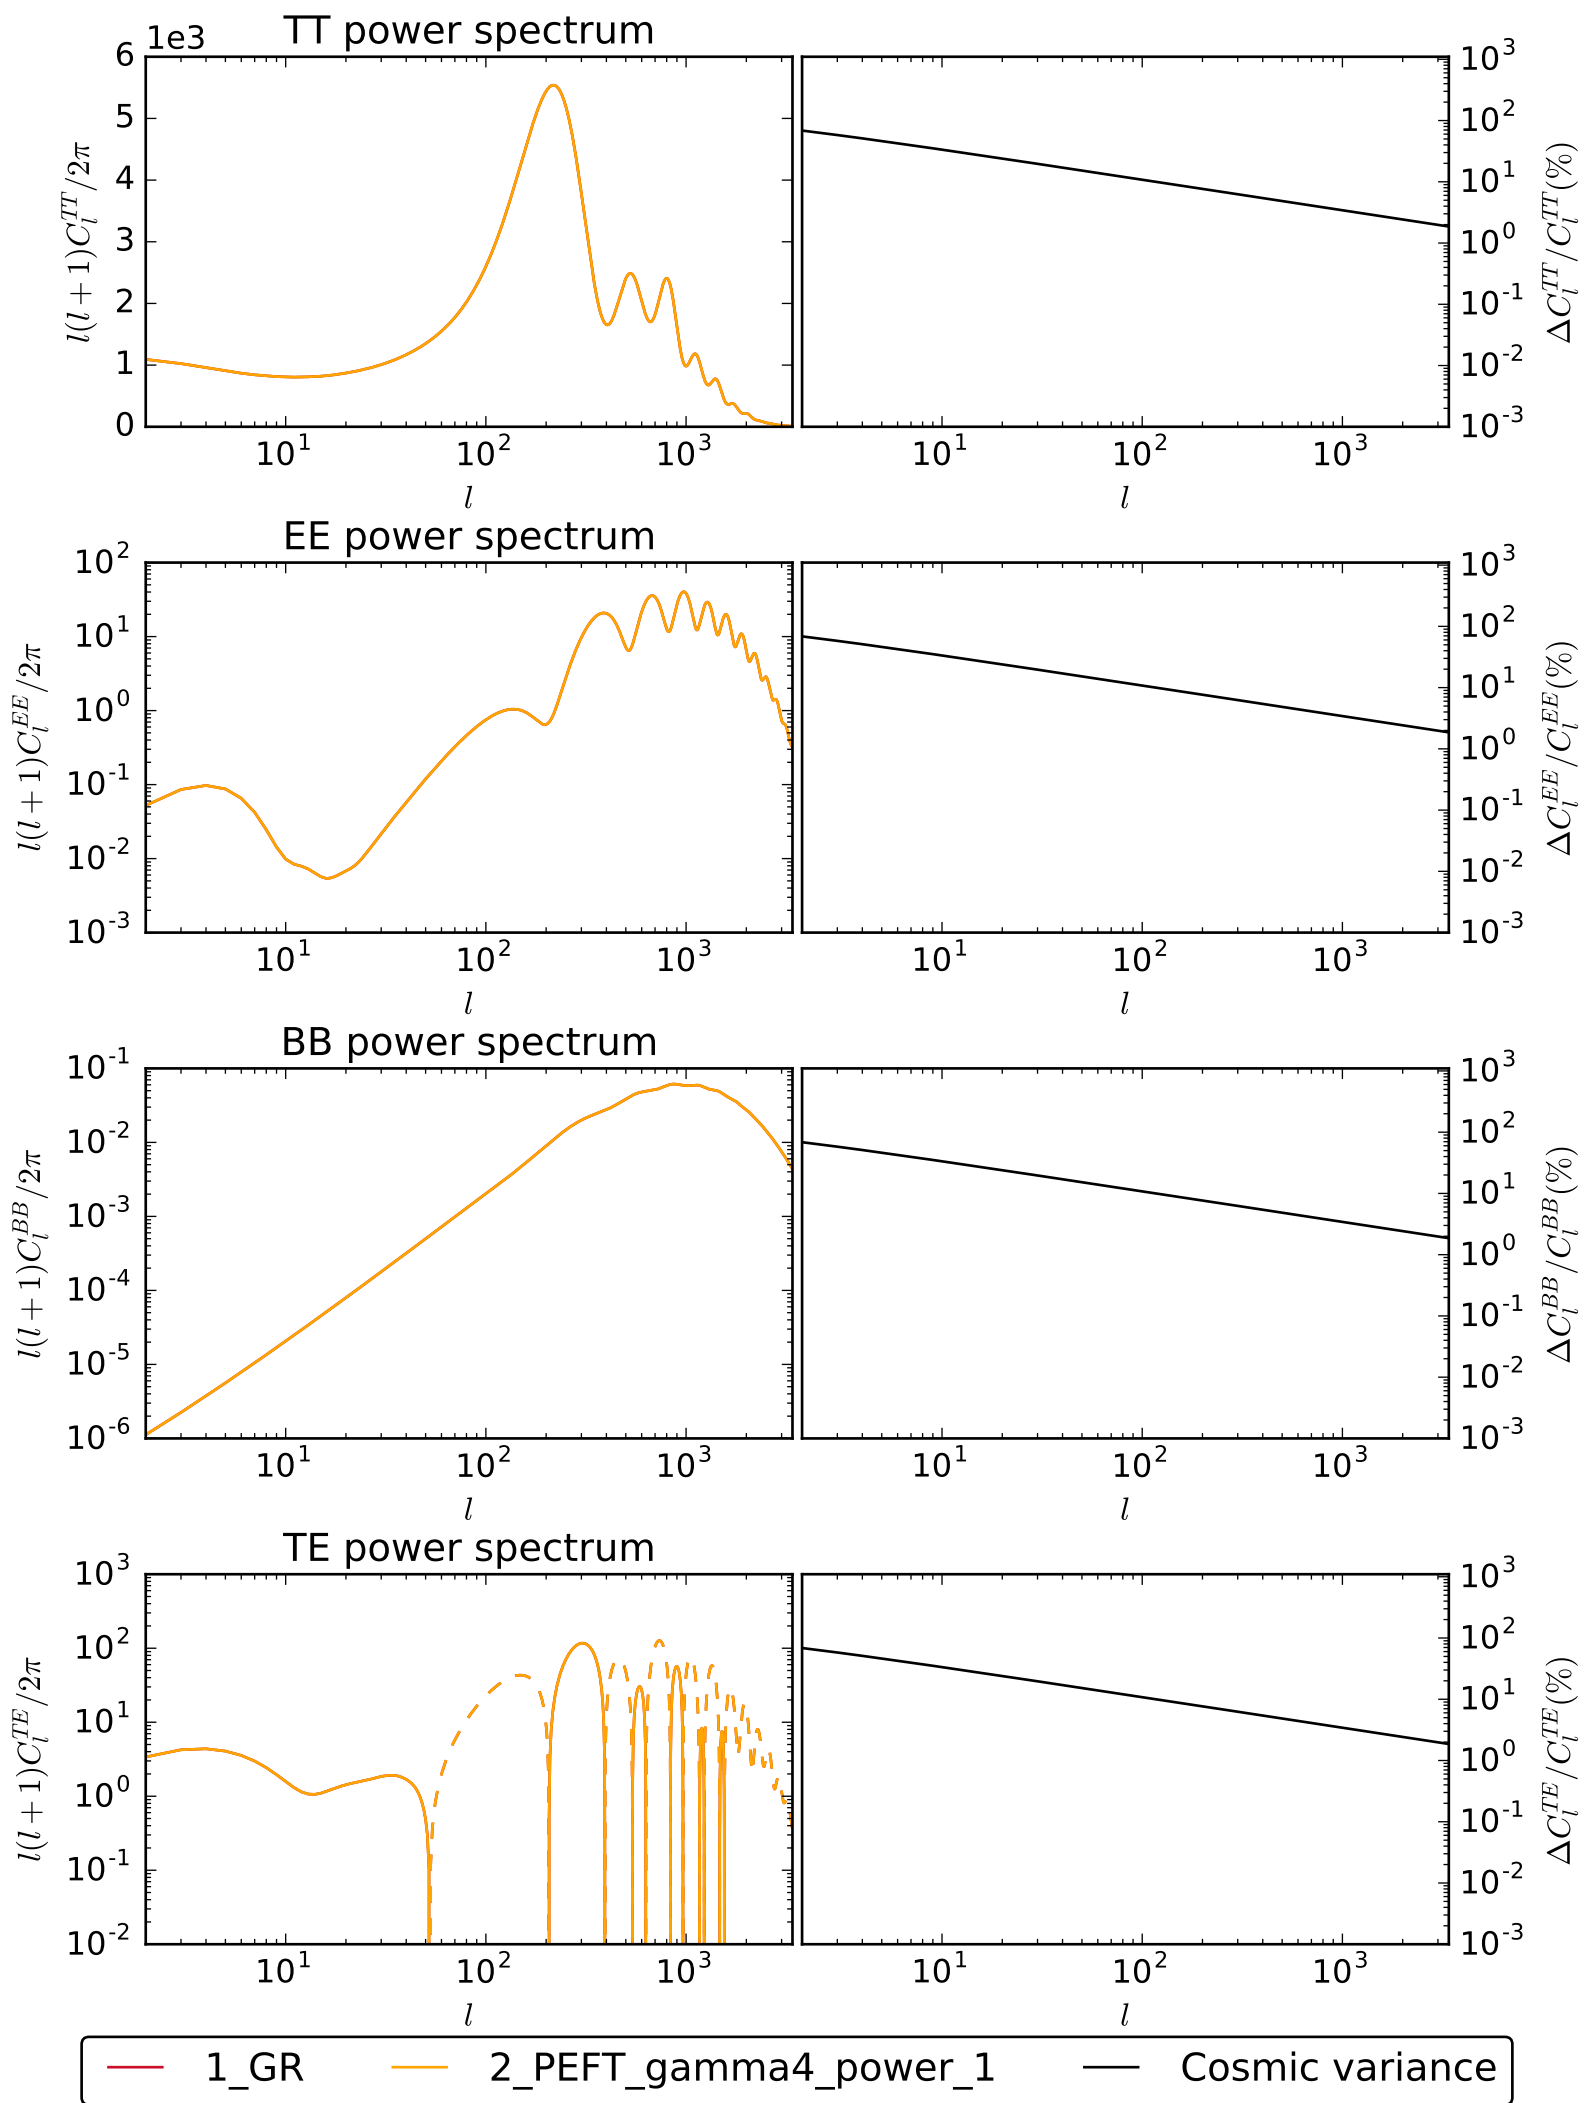 TT power spectrum
1e3
6
5
4
3
2
1
0
l(l+1)C_l^{TT}/2π
10^1 10^2 10^3
l
10^3
10^2
10^1
10^0
10^-1
10^-2
10^-3
ΔC_l^{TT}/C_l^{TT}(%)
10^1 10^2 10^3
l
EE power spectrum
10^2
10^1
10^0
10^-1
10^-2
10^-3
l(l+1)C_l^{EE}/2π
10^1 10^2 10^3
l
10^3
10^2
10^1
10^0
10^-1
10^-2
10^-3
ΔC_l^{EE}/C_l^{EE}(%)
10^1 10^2 10^3
l
BB power spectrum
10^-1
10^-2
10^-3
10^-4
10^-5
10^-6
l(l+1)C_l^{BB}/2π
10^1 10^2 10^3
l
10^3
10^2
10^1
10^0
10^-1
10^-2
10^-3
ΔC_l^{BB}/C_l^{BB}(%)
10^1 10^2 10^3
l
TE power spectrum
10^3
10^2
10^1
10^0
10^-1
10^-2
l(l+1)C_l^{TE}/2π
10^1 10^2 10^3
l
10^3
10^2
10^1
10^0
10^-1
10^-2
10^-3
ΔC_l^{TE}/C_l^{TE}(%)
10^1 10^2 10^3
l
1_GR 2_PEFT_gamma4_power_1 Cosmic variance